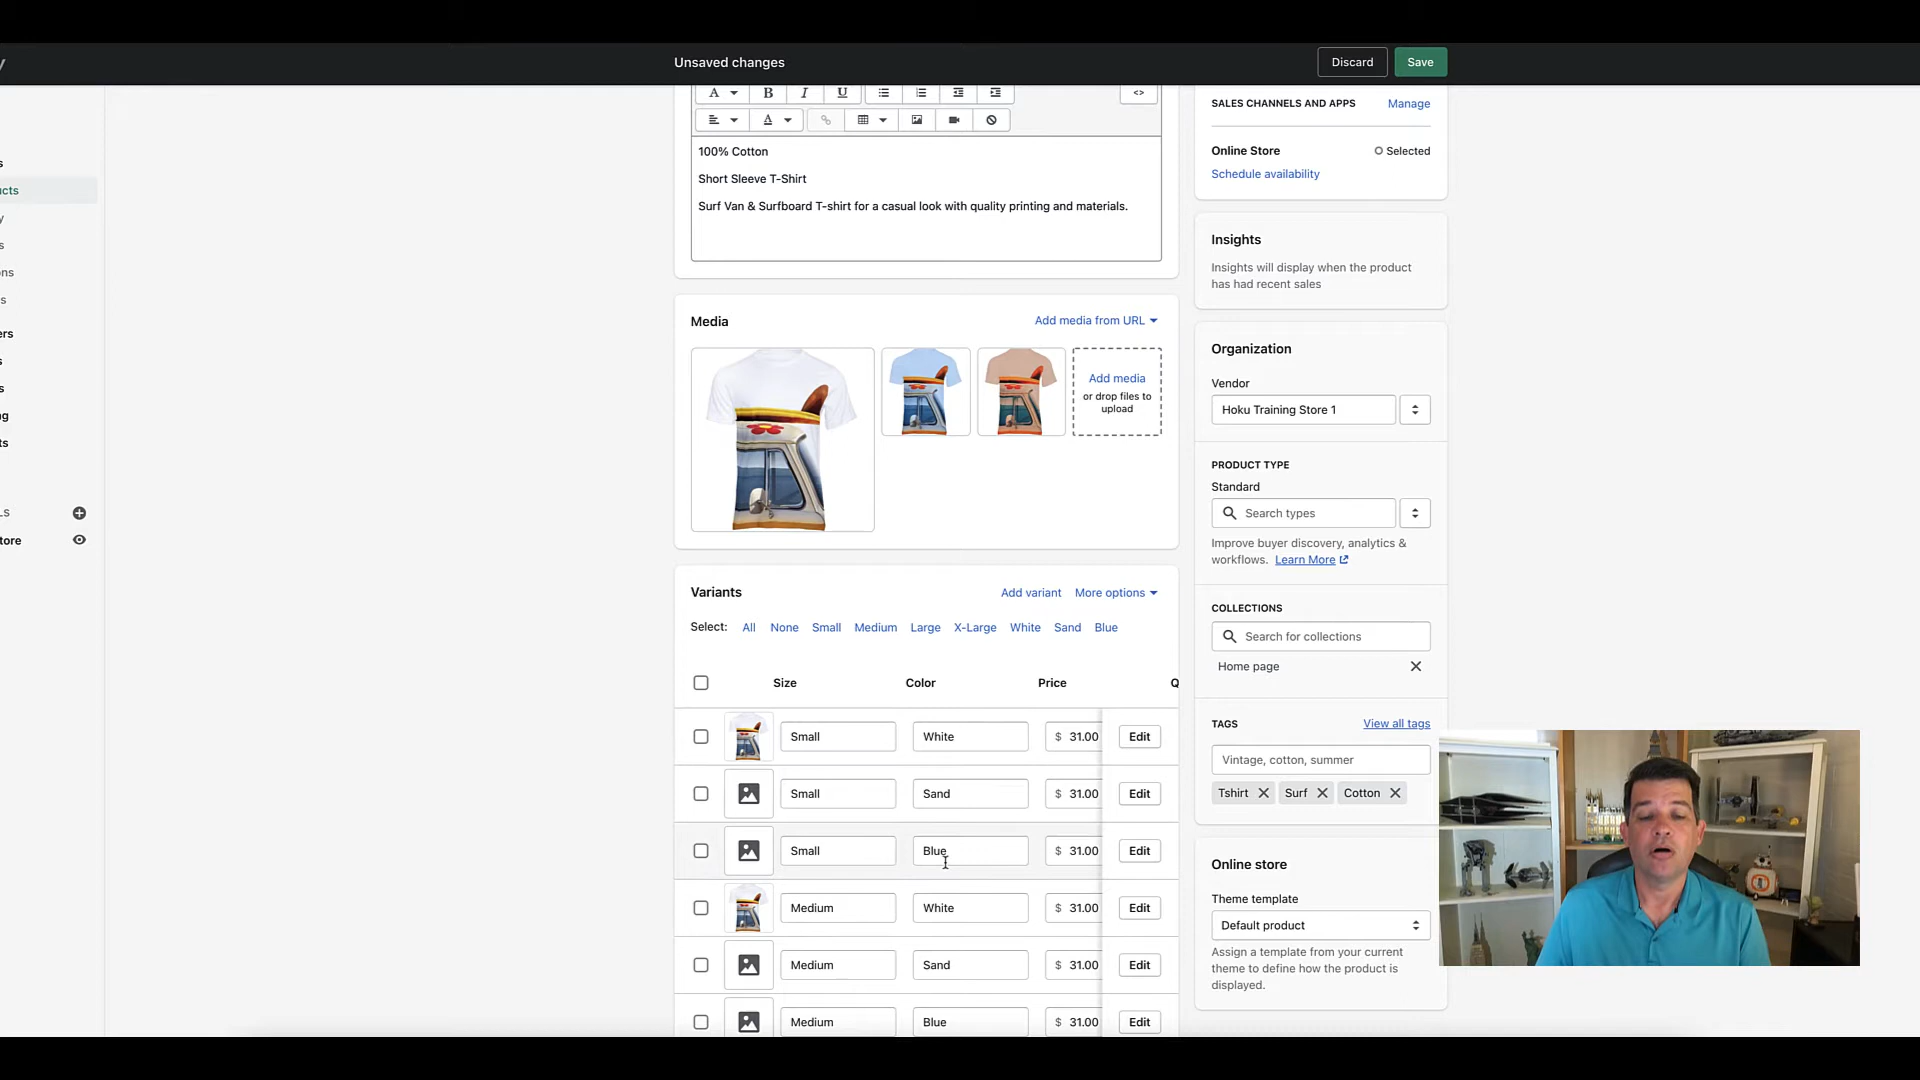 Unsaved changes
Discard
Save
A
B
I
U
<>
A
100% Cotton
Short Sleeve T-Shirt
Surf Van & Surfboard T-shirt for a casual look with quality printing and materials.
Media
Add media from URL
Add media
or drop files to
upload
Variants
Add variant
More options
Select: All None Small Medium Large X-Large White Sand Blue
Size Color Price Q
Small White $ 31.00 Edit
Small Sand $ 31.00 Edit
Small Blue $ 31.00 Edit
Medium White $ 31.00 Edit
Medium Sand $ 31.00 Edit
Medium Blue $ 31.00 Edit
SALES CHANNELS AND APPS
Manage
Online Store
Selected
Schedule availability
Insights
Insights will display when the product
has had recent sales
Organization
Vendor
Hoku Training Store 1
PRODUCT TYPE
Standard
Search types
Improve buyer discovery, analytics &
workflows. Learn More
COLLECTIONS
Search for collections
Home page
TAGS
View all tags
Vintage, cotton, summer
Tshirt
Surf
Cotton
Online store
Theme template
Default product
Assign a template from your current
theme to define how the product is
displayed.